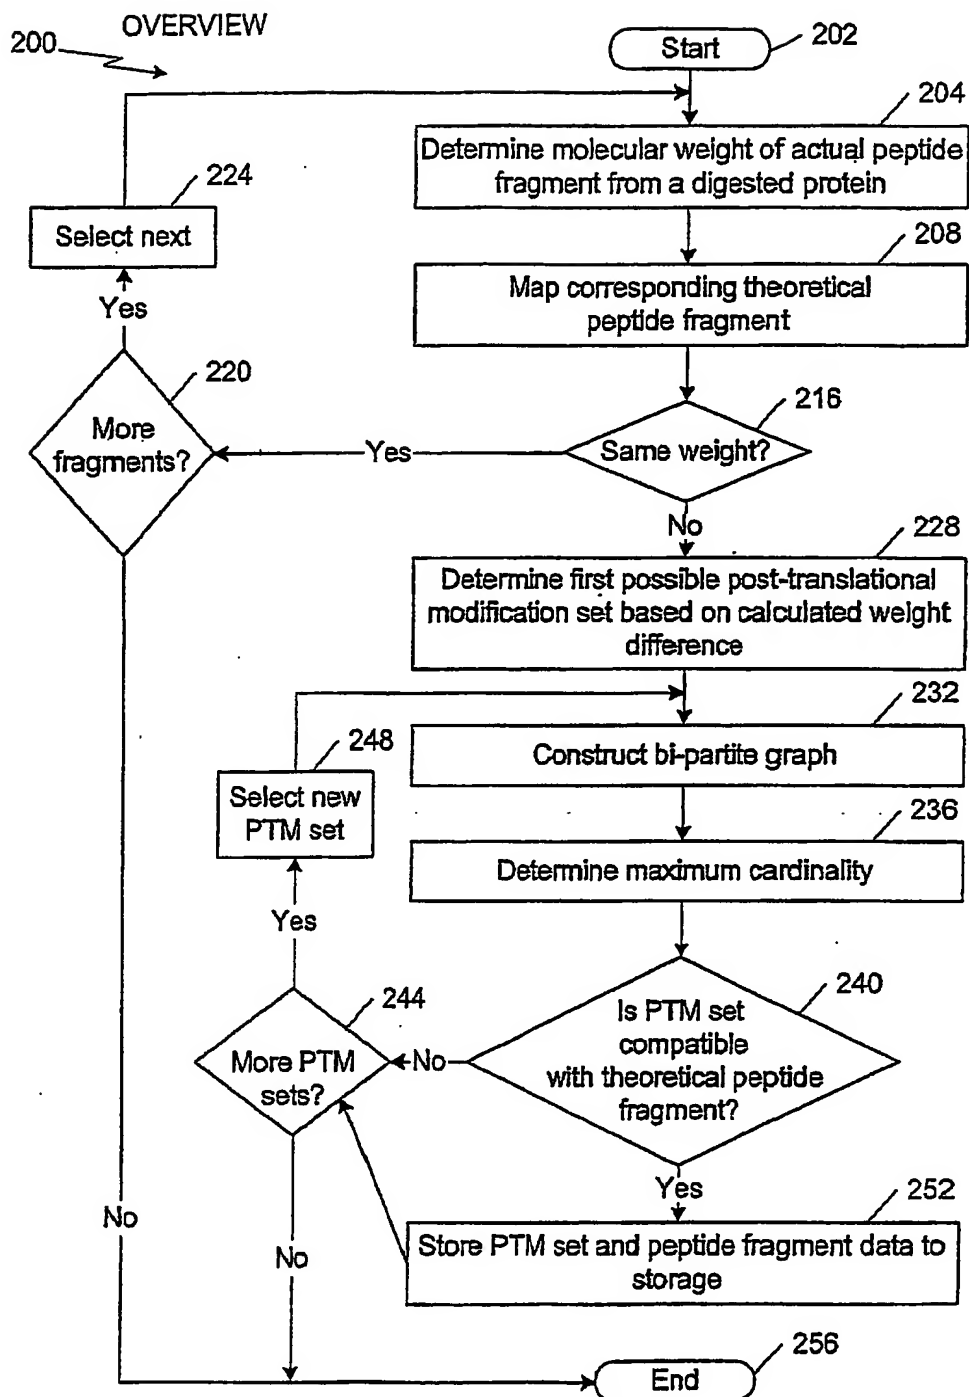 OVERVIEW
200
Start
202
204
Determine molecular weight of actual peptide
fragment from a digested protein
224
Select next
208
Map corresponding theoretical
peptide fragment
Yes
220
More
fragments?
216
Same weight?
Yes
No
228
Determine first possible post-translational
modification set based on calculated weight
difference
232
Construct bi-partite graph
248
Select new
PTM set
236
Determine maximum cardinality
Yes
240
Is PTM set
compatible
with theoretical peptide
fragment?
244
More PTM
sets?
No
Yes
252
Store PTM set and peptide fragment data to
storage
No
No
256
End